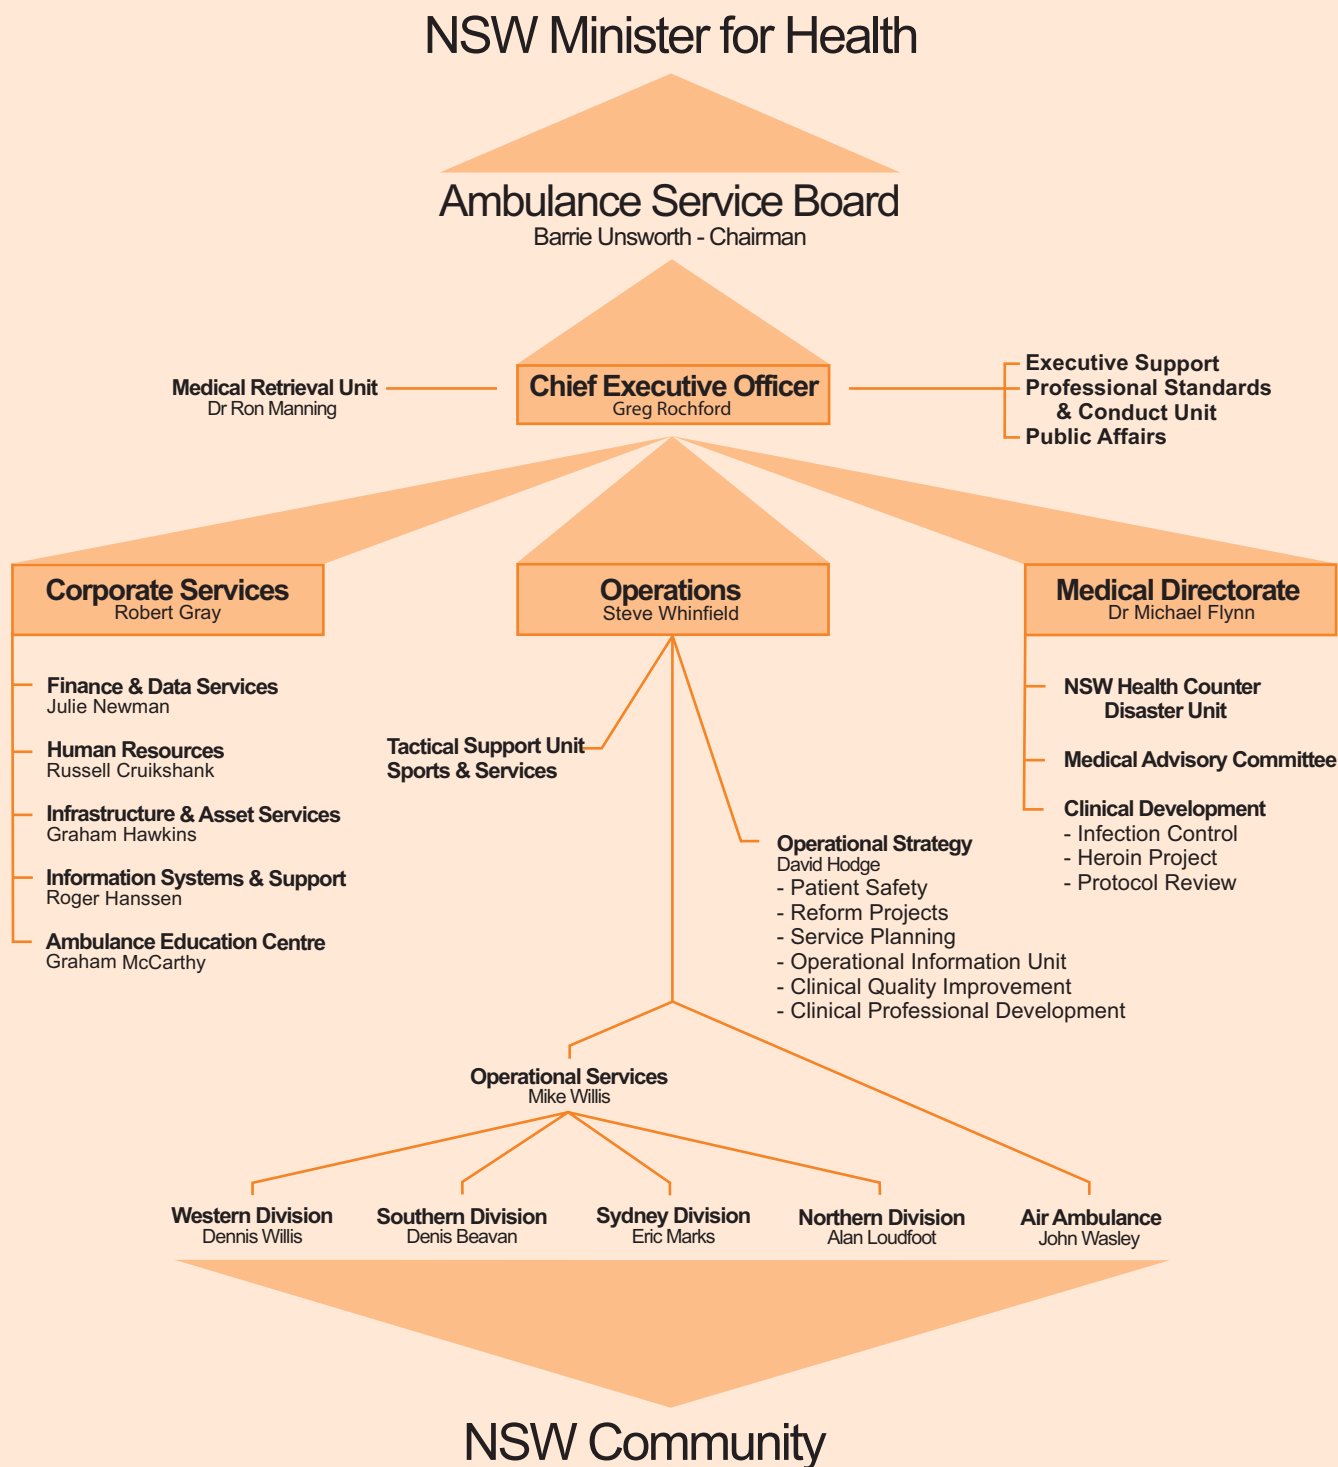 NSW Minister for Health
Ambulance Service Board
Barrie Unsworth - Chairman
Medical Retrieval Unit
Dr Ron Manning
Chief Executive Officer
Greg Rochford
Executive Support
Professional Standards
& Conduct Unit
Public Affairs
Corporate Services
Robert Gray
Finance & Data Services
Julie Newman
Human Resources
Russell Cruikshank
Infrastructure & Asset Services
Graham Hawkins
Information Systems & Support
Roger Hanssen
Ambulance Education Centre
Graham McCarthy
Operations
Steve Whinfield
Tactical Support Unit
Sports & Services
Operational Strategy
David Hodge
- Patient Safety
- Reform Projects
- Service Planning
- Operational Information Unit
- Clinical Quality Improvement
- Clinical Professional Development
Medical Directorate
Dr Michael Flynn
NSW Health Counter
Disaster Unit
Medical Advisory Committee
Clinical Development
- Infection Control
- Heroin Project
- Protocol Review
Operational Services
Mike Willis
Western Division
Dennis Willis
Southern Division
Denis Beavan
Sydney Division
Eric Marks
Northern Division
Alan Loudfoot
Air Ambulance
John Wasley
NSW Community